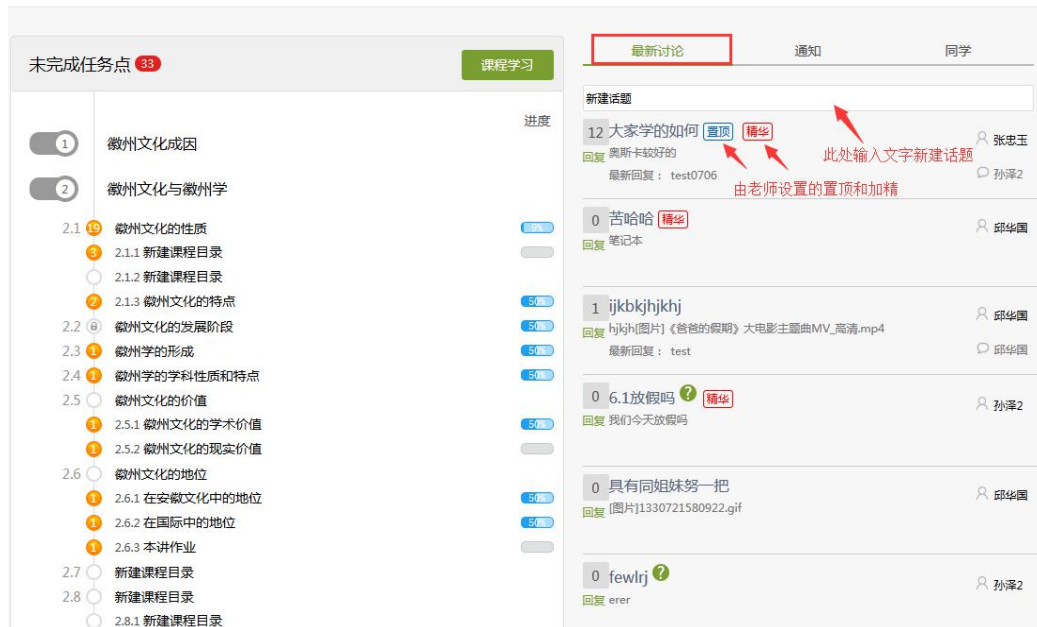 未完成任务点 33
课程学习
进度
1 徽州文化成因
2 徽州文化与徽州学
2.1 19 徽州文化的性质 9%
3 2.1.1 新建课程目录
2.1.2 新建课程目录
2 2.1.3 徽州文化的特点 50%
2.2 徽州文化的发展阶段 50%
2.3 1 徽州学的形成 50%
2.4 1 徽州学的学科性质和特点 50%
2.5 徽州文化的价值
1 2.5.1 徽州文化的学术价值 50%
1 2.5.2 徽州文化的现实价值
2.6 徽州文化的地位
1 2.6.1 在安徽文化中的地位 50%
1 2.6.2 在国际中的地位 50%
1 2.6.3 本讲作业
2.7 新建课程目录
2.8 新建课程目录
2.8.1 新建课程目录
最新讨论 通知 同学
新建话题
此处输入文字新建话题
12 大家学的如何 置顶 精华 张忠玉
回复 奥斯卡较好的
最新回复： test0706 孙泽2
由老师设置的置顶和加精
0 苦哈哈 精华 邱华国
回复 笔记本
1 ijkbkjhjkhj 邱华国
回复 hjkjh[图片]《爸爸的假期》大电影主题曲MV_高清.mp4
最新回复： test 邱华国
0 6.1放假吗 ? 精华 孙泽2
回复 我们今天放假吗
0 具有同姐妹努一把 邱华国
回复 [图片]1330721580922.gif
0 fewlrj ? 孙泽2
回复 erer